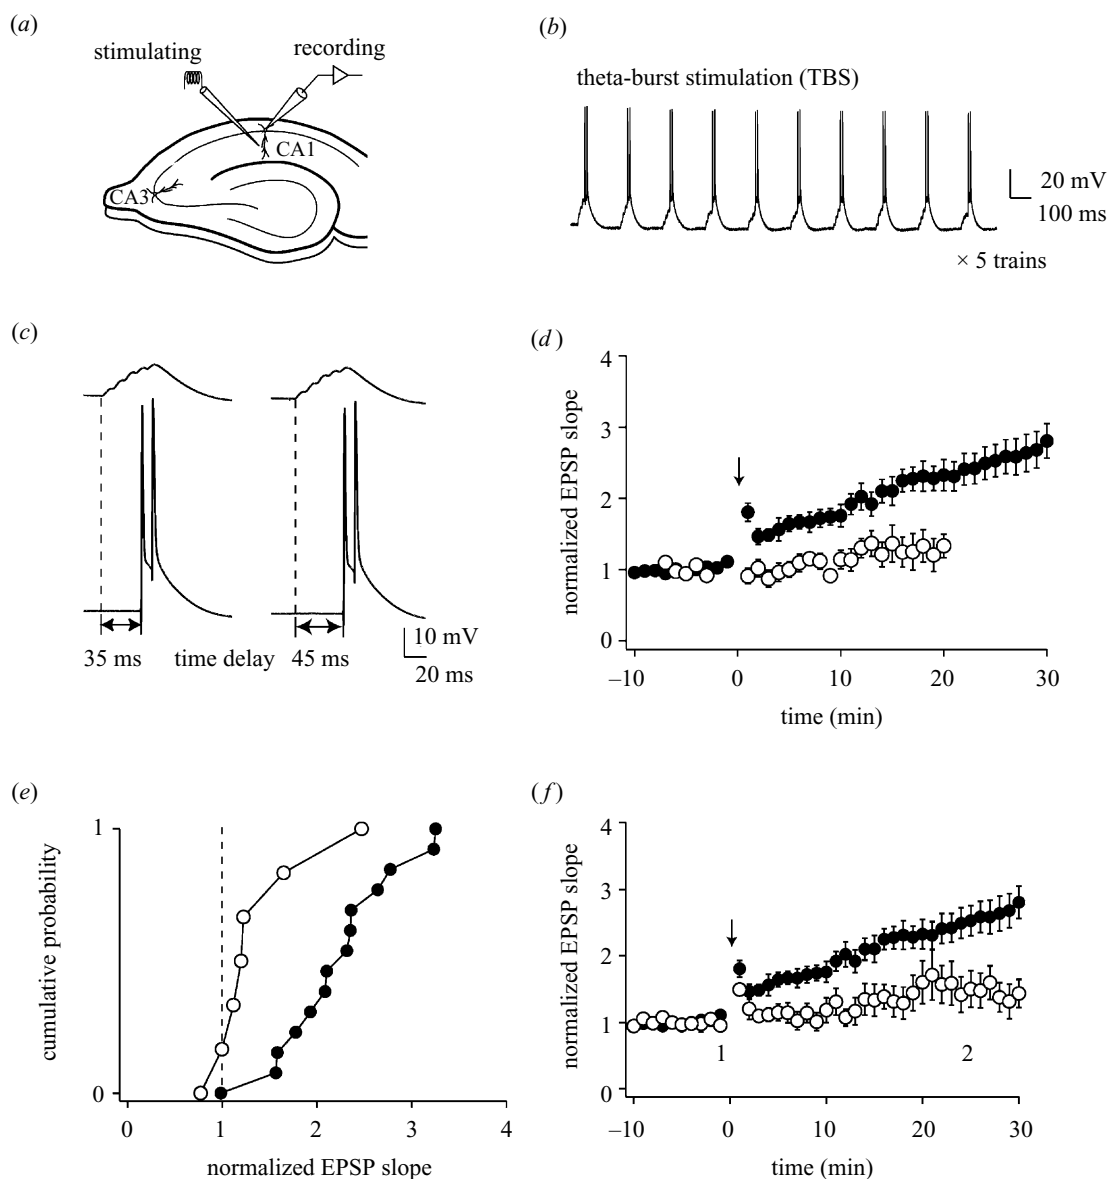 (a)
stimulating
recording
CA1
CA3
(b)
theta-burst stimulation (TBS)
20 mV
100 ms
× 5 trains
(c)
35 ms
time delay
45 ms
10 mV
20 ms
(d)
normalized EPSP slope
4
3
2
1
0
–10
0
10
20
30
time (min)
(e)
cumulative probability
1
0
0
1
2
3
4
normalized EPSP slope
(f)
normalized EPSP slope
4
3
2
1
0
1
2
–10
0
10
20
30
time (min)